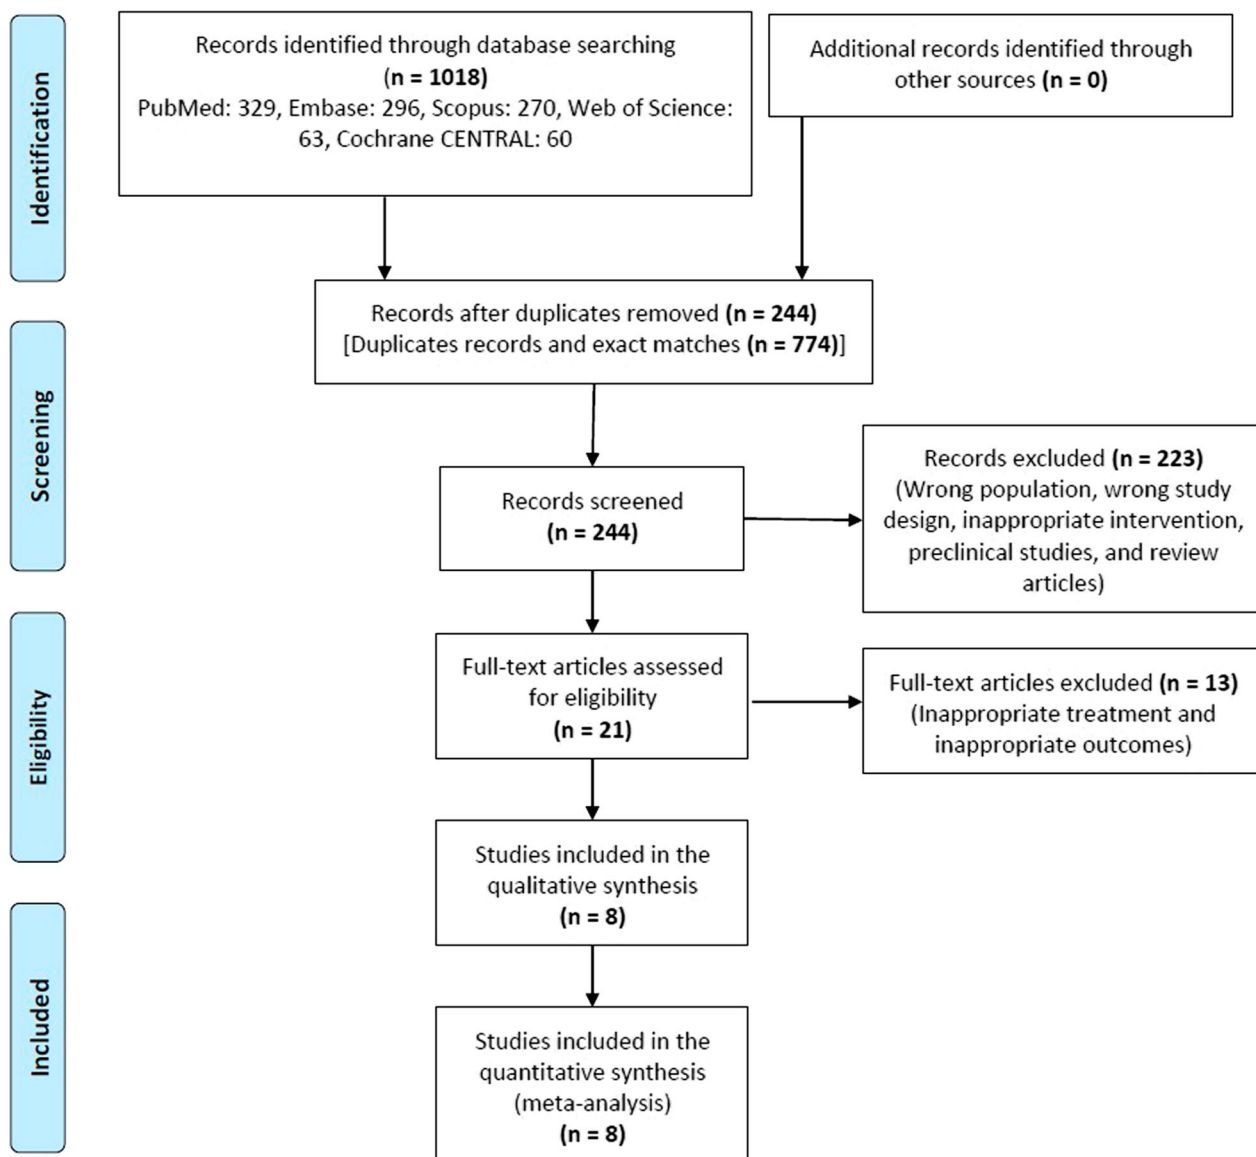 Identification
Records identified through database searching
(n = 1018)
PubMed: 329, Embase: 296, Scopus: 270, Web of Science:
63, Cochrane CENTRAL: 60
Additional records identified through
other sources (n = 0)
Screening
Records after duplicates removed (n = 244)
[Duplicates records and exact matches (n = 774)]
Records screened
(n = 244)
Records excluded (n = 223)
(Wrong population, wrong study
design, inappropriate intervention,
preclinical studies, and review
articles)
Eligibility
Full-text articles assessed
for eligibility
(n = 21)
Full-text articles excluded (n = 13)
(Inappropriate treatment and
inappropriate outcomes)
Studies included in the
qualitative synthesis
(n = 8)
Included
Studies included in the
quantitative synthesis
(meta-analysis)
(n = 8)